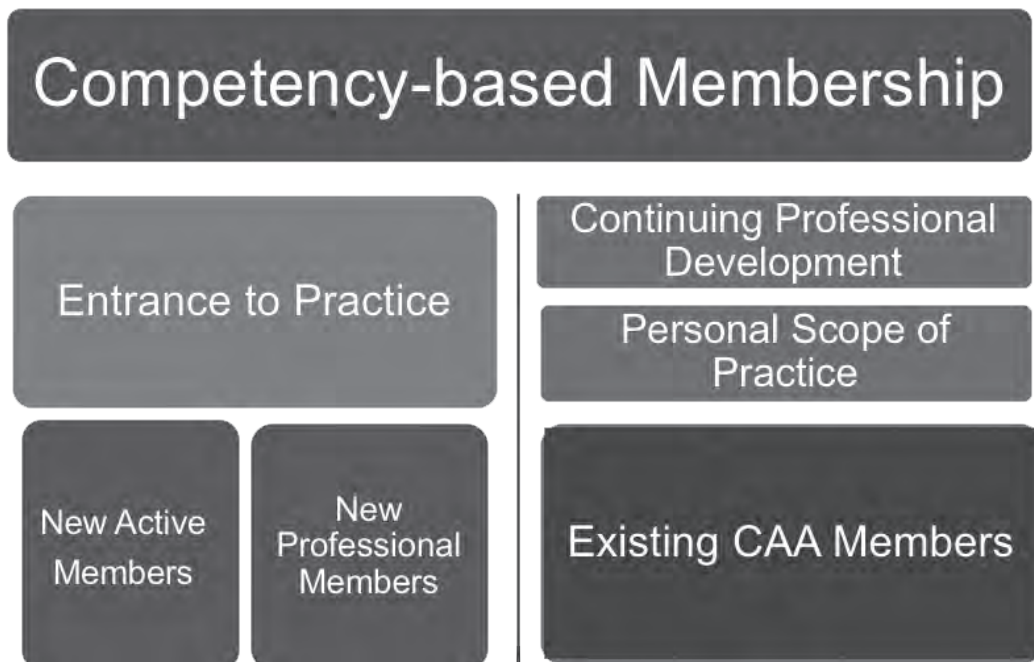 Competency-based Membership
Entrance to Practice
New Active
Members
New
Professional
Members
Continuing Professional
Development
Personal Scope of
Practice
Existing CAA Members